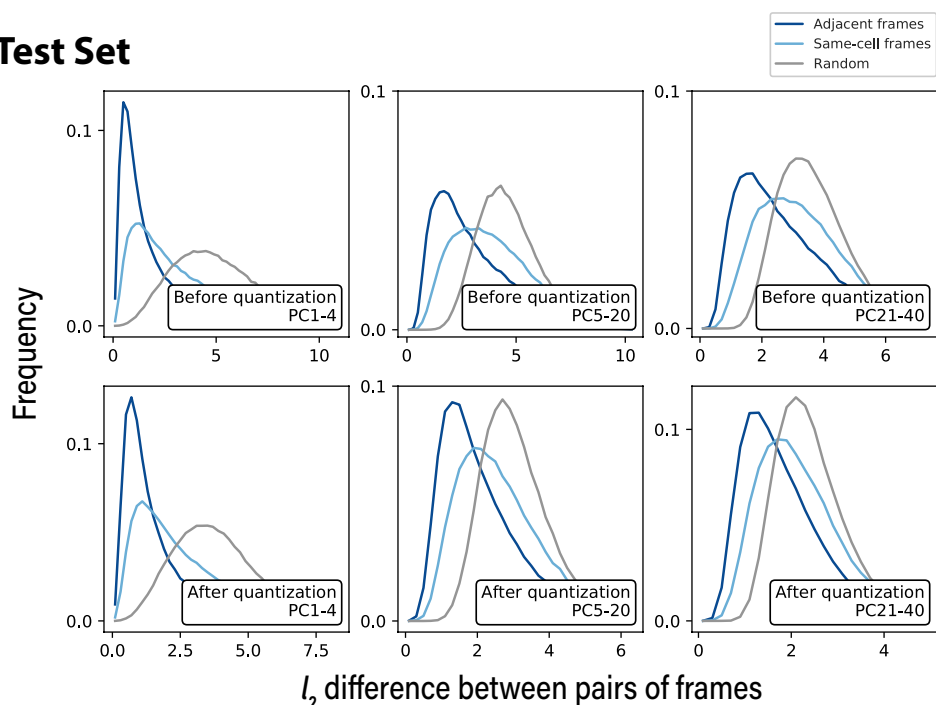 Test Set
Adjacent frames
Same-cell frames
Random
Frequency
0.1
0.0
0
5
10
Before quantization
PC1-4
0.1
0.0
0
5
10
Before quantization
PC5-20
0.1
0.0
0
2
4
6
Before quantization
PC21-40
0.1
0.0
0.0
2.5
5.0
7.5
After quantization
PC1-4
0.1
0.0
0
2
4
6
After quantization
PC5-20
0.1
0.0
0
2
4
After quantization
PC21-40
difference between pairs of frames